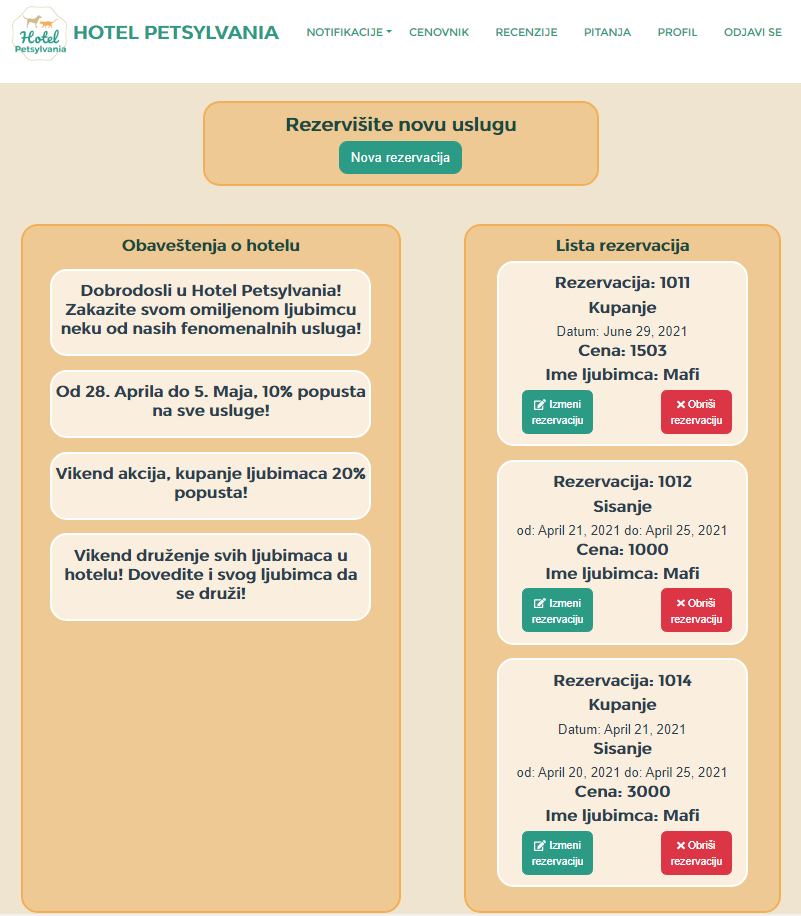 Hotel
Petsylvania
HOTEL PETSYLVANIA
NOTIFIKACIJE
CENOVNIK
RECENZIJE
PITANJA
PROFIL
ODJAVI SE
Rezervišite novu uslugu
Nova rezervacija
Obaveštenja o hotelu
Dobrodosli u Hotel Petsylvania!
Zakazite svom omiljenom ljubimcu
neku od nasih fenomenalnih usluga!
Od 28. Aprila do 5. Maja, 10% popusta
na sve usluge!
Vikend akcija, kupanje ljubimaca 20%
popusta!
Vikend druženje svih ljubimaca u
hotelu! Dovedite i svog ljubimca da
se druži!
Lista rezervacija
Rezervacija: 1011
Kupanje
Datum: June 29, 2021
Cena: 1503
Ime ljubimca: Mafi
Izmeni
rezervaciju
Obriši
rezervaciju
Rezervacija: 1012
Sisanje
od: April 21, 2021 do: April 25, 2021
Cena: 1000
Ime ljubimca: Mafi
Izmeni
rezervaciju
Obriši
rezervaciju
Rezervacija: 1014
Kupanje
Datum: April 21, 2021
Sisanje
od: April 20, 2021 do: April 25, 2021
Cena: 3000
Ime ljubimca: Mafi
Izmeni
rezervaciju
Obriši
rezervaciju